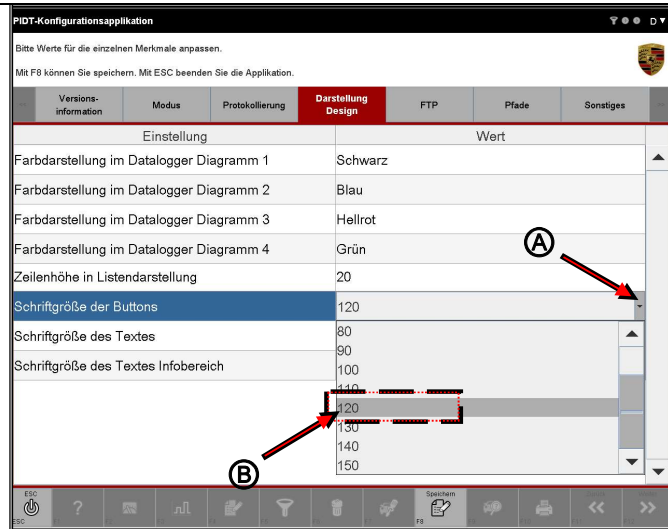 PIDT-Konfigurationsapplikation D
Bitte Werte für die einzelnen Merkmale anpassen.
Mit F8 können Sie speichern. Mit ESC beenden Sie die Applikation.
Versions-
information
Modus
Protokollierung
Darstellung
Design
FTP
Pfade
Sonstiges
Einstellung Wert
Farbdarstellung im Datalogger Diagramm 1 Schwarz
Farbdarstellung im Datalogger Diagramm 2 Blau
Farbdarstellung im Datalogger Diagramm 3 Hellrot
Farbdarstellung im Datalogger Diagramm 4 Grün
A
Zeilenhöhe in Listendarstellung 20
Schriftgröße der Buttons 120
Schriftgröße des Textes
Schriftgröße des Textes Infobereich
80
90
100
110
120
130
140
150
B
ESC
ESC
?
Speichern
F8